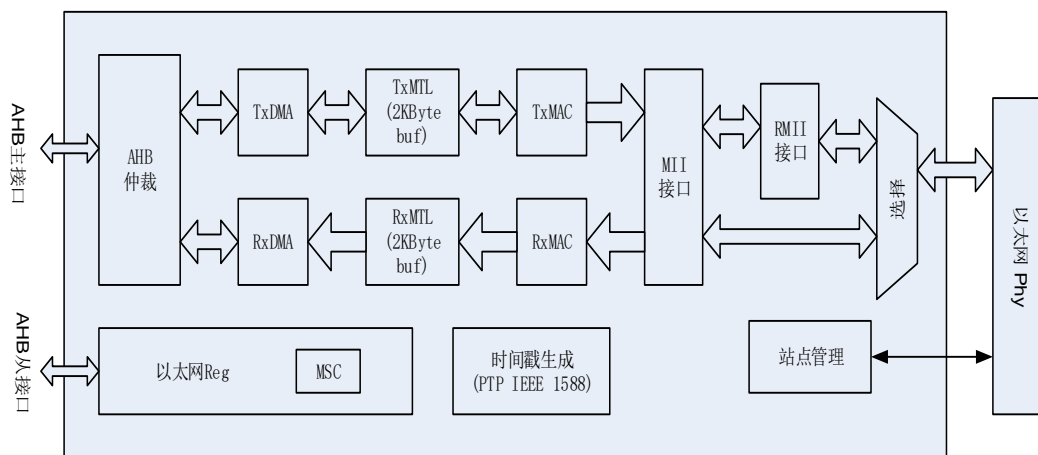 AHB主接口
AHB
仲裁
TxDMA
TxMTL
(2KByte
buf)
TxMAC
MII
接口
RMII
接口
选择
RxDMA
RxMTL
(2KByte
buf)
RxMAC
以太网 Phy
AHB从接口
以太网Reg
MSC
时间戳生成
(PTP IEEE 1588)
站点管理